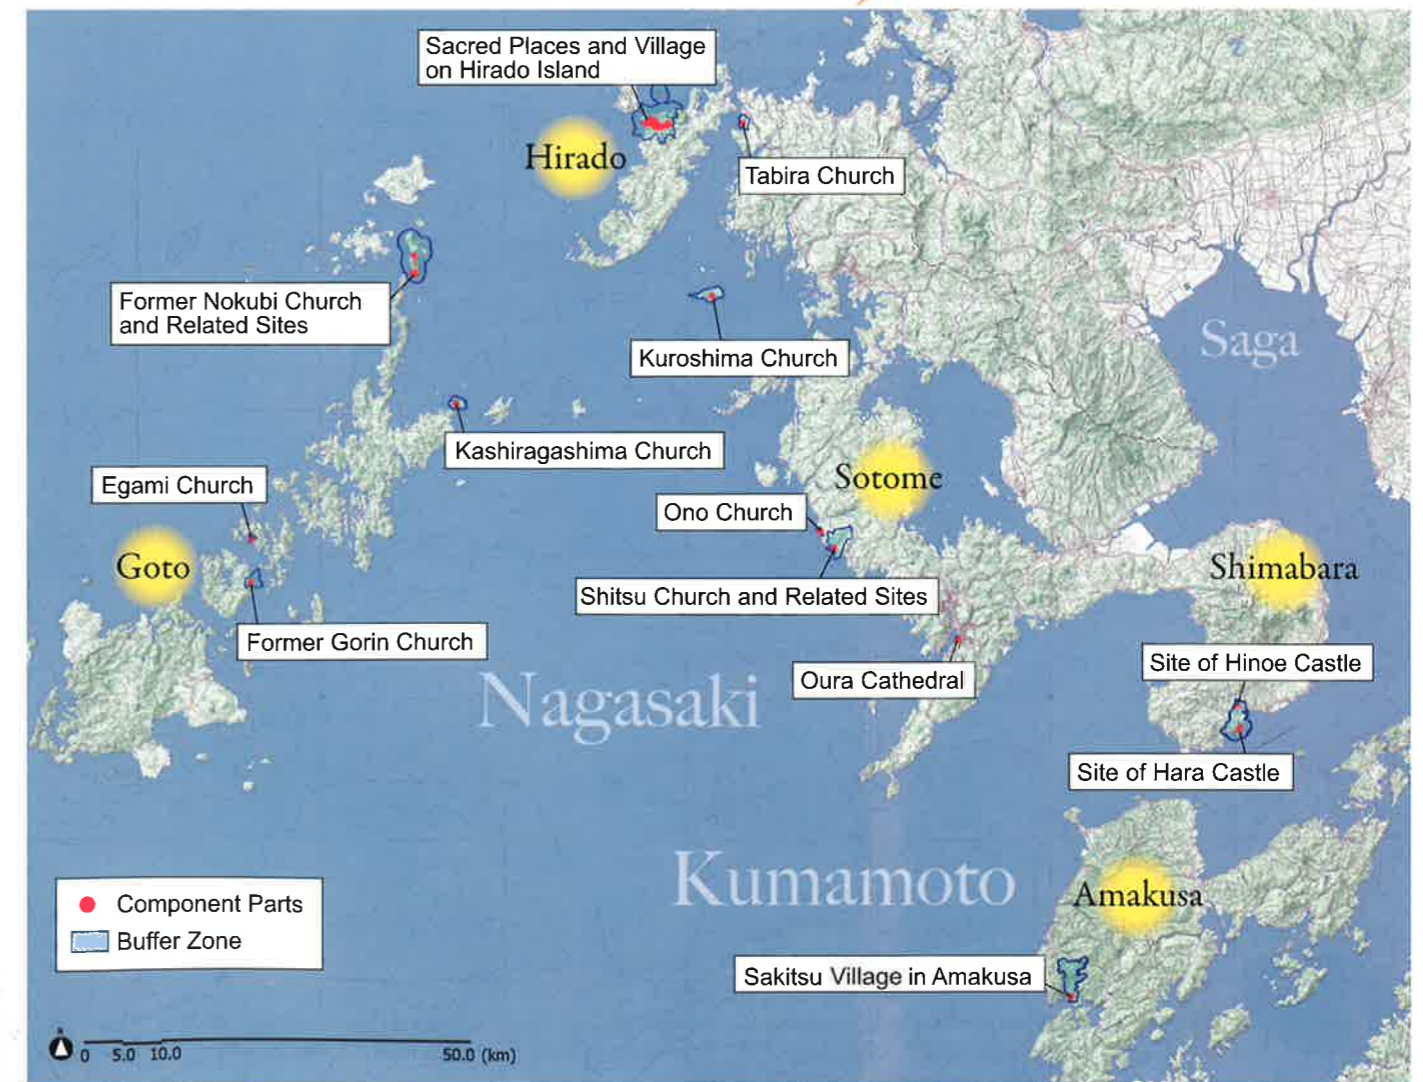 Sacred Places and Village
on Hirado Island
Hirado
Tabira Church
Former Nokubi Church
and Related Sites
Saga
Kuroshima Church
Kashiragashima Church
Egami Church
Sotome
Ono Church
Goto
Shimabara
Shitsu Church and Related Sites
Former Gorin Church
Site of Hinoe Castle
Oura Cathedral
Nagasaki
Site of Hara Castle
Kumamoto
Amakusa
Component Parts
Buffer Zone
Sakitsu Village in Amakusa
0 5.0 10.0 50.0 (km)